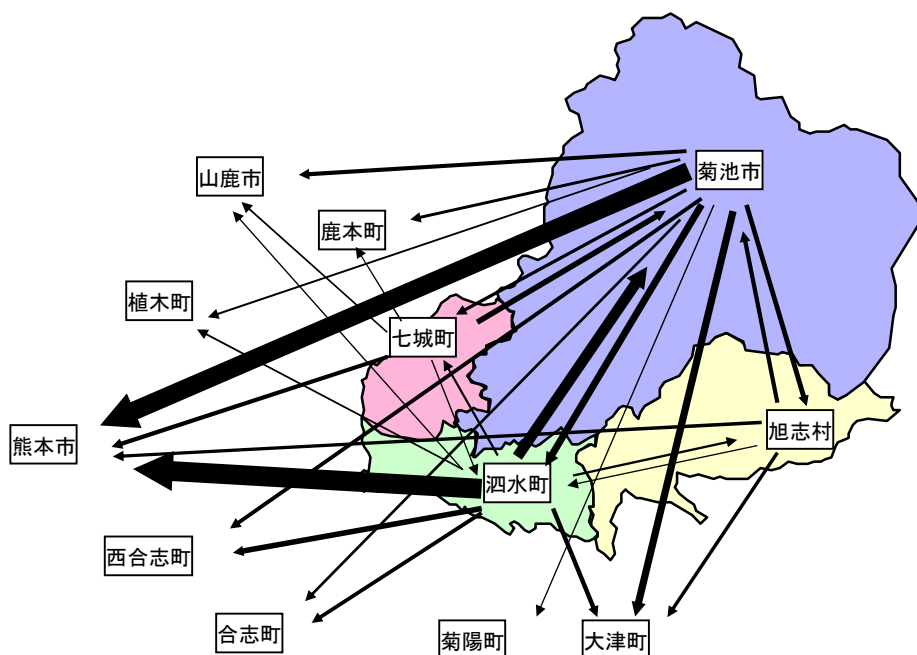 菊池市
山鹿市
鹿本町
植木町
七城町
旭志村
熊本市
泗水町
西合志町
合志町
菊陽町
大津町